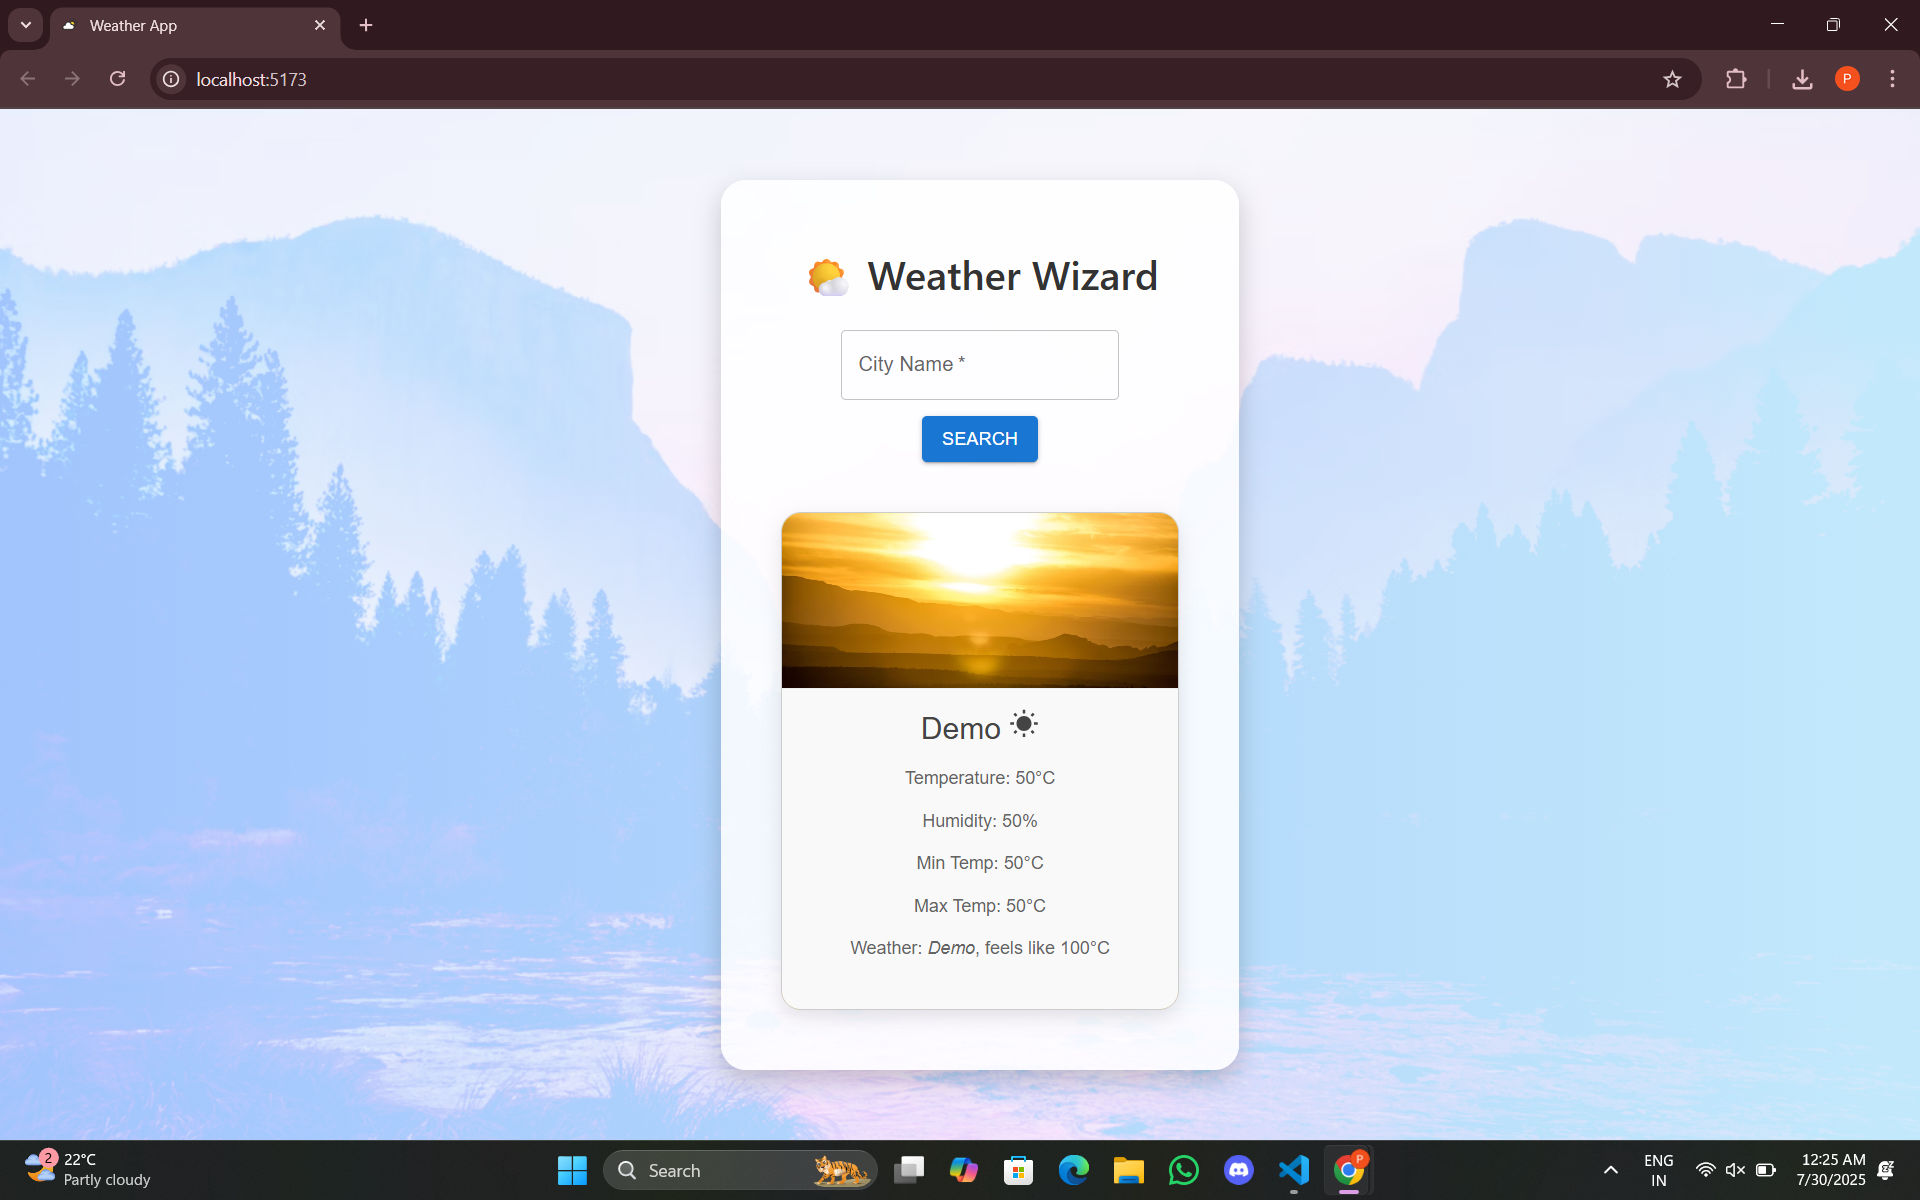 Weather App
localhost:5173
P
Weather Wizard
City Name *
SEARCH
Demo
Temperature: 50°C
Humidity: 50%
Min Temp: 50°C
Max Temp: 50°C
Weather: Demo, feels like 100°C
2
22°C
Partly cloudy
Search
P
ENG
IN
12:25 AM
7/30/2025